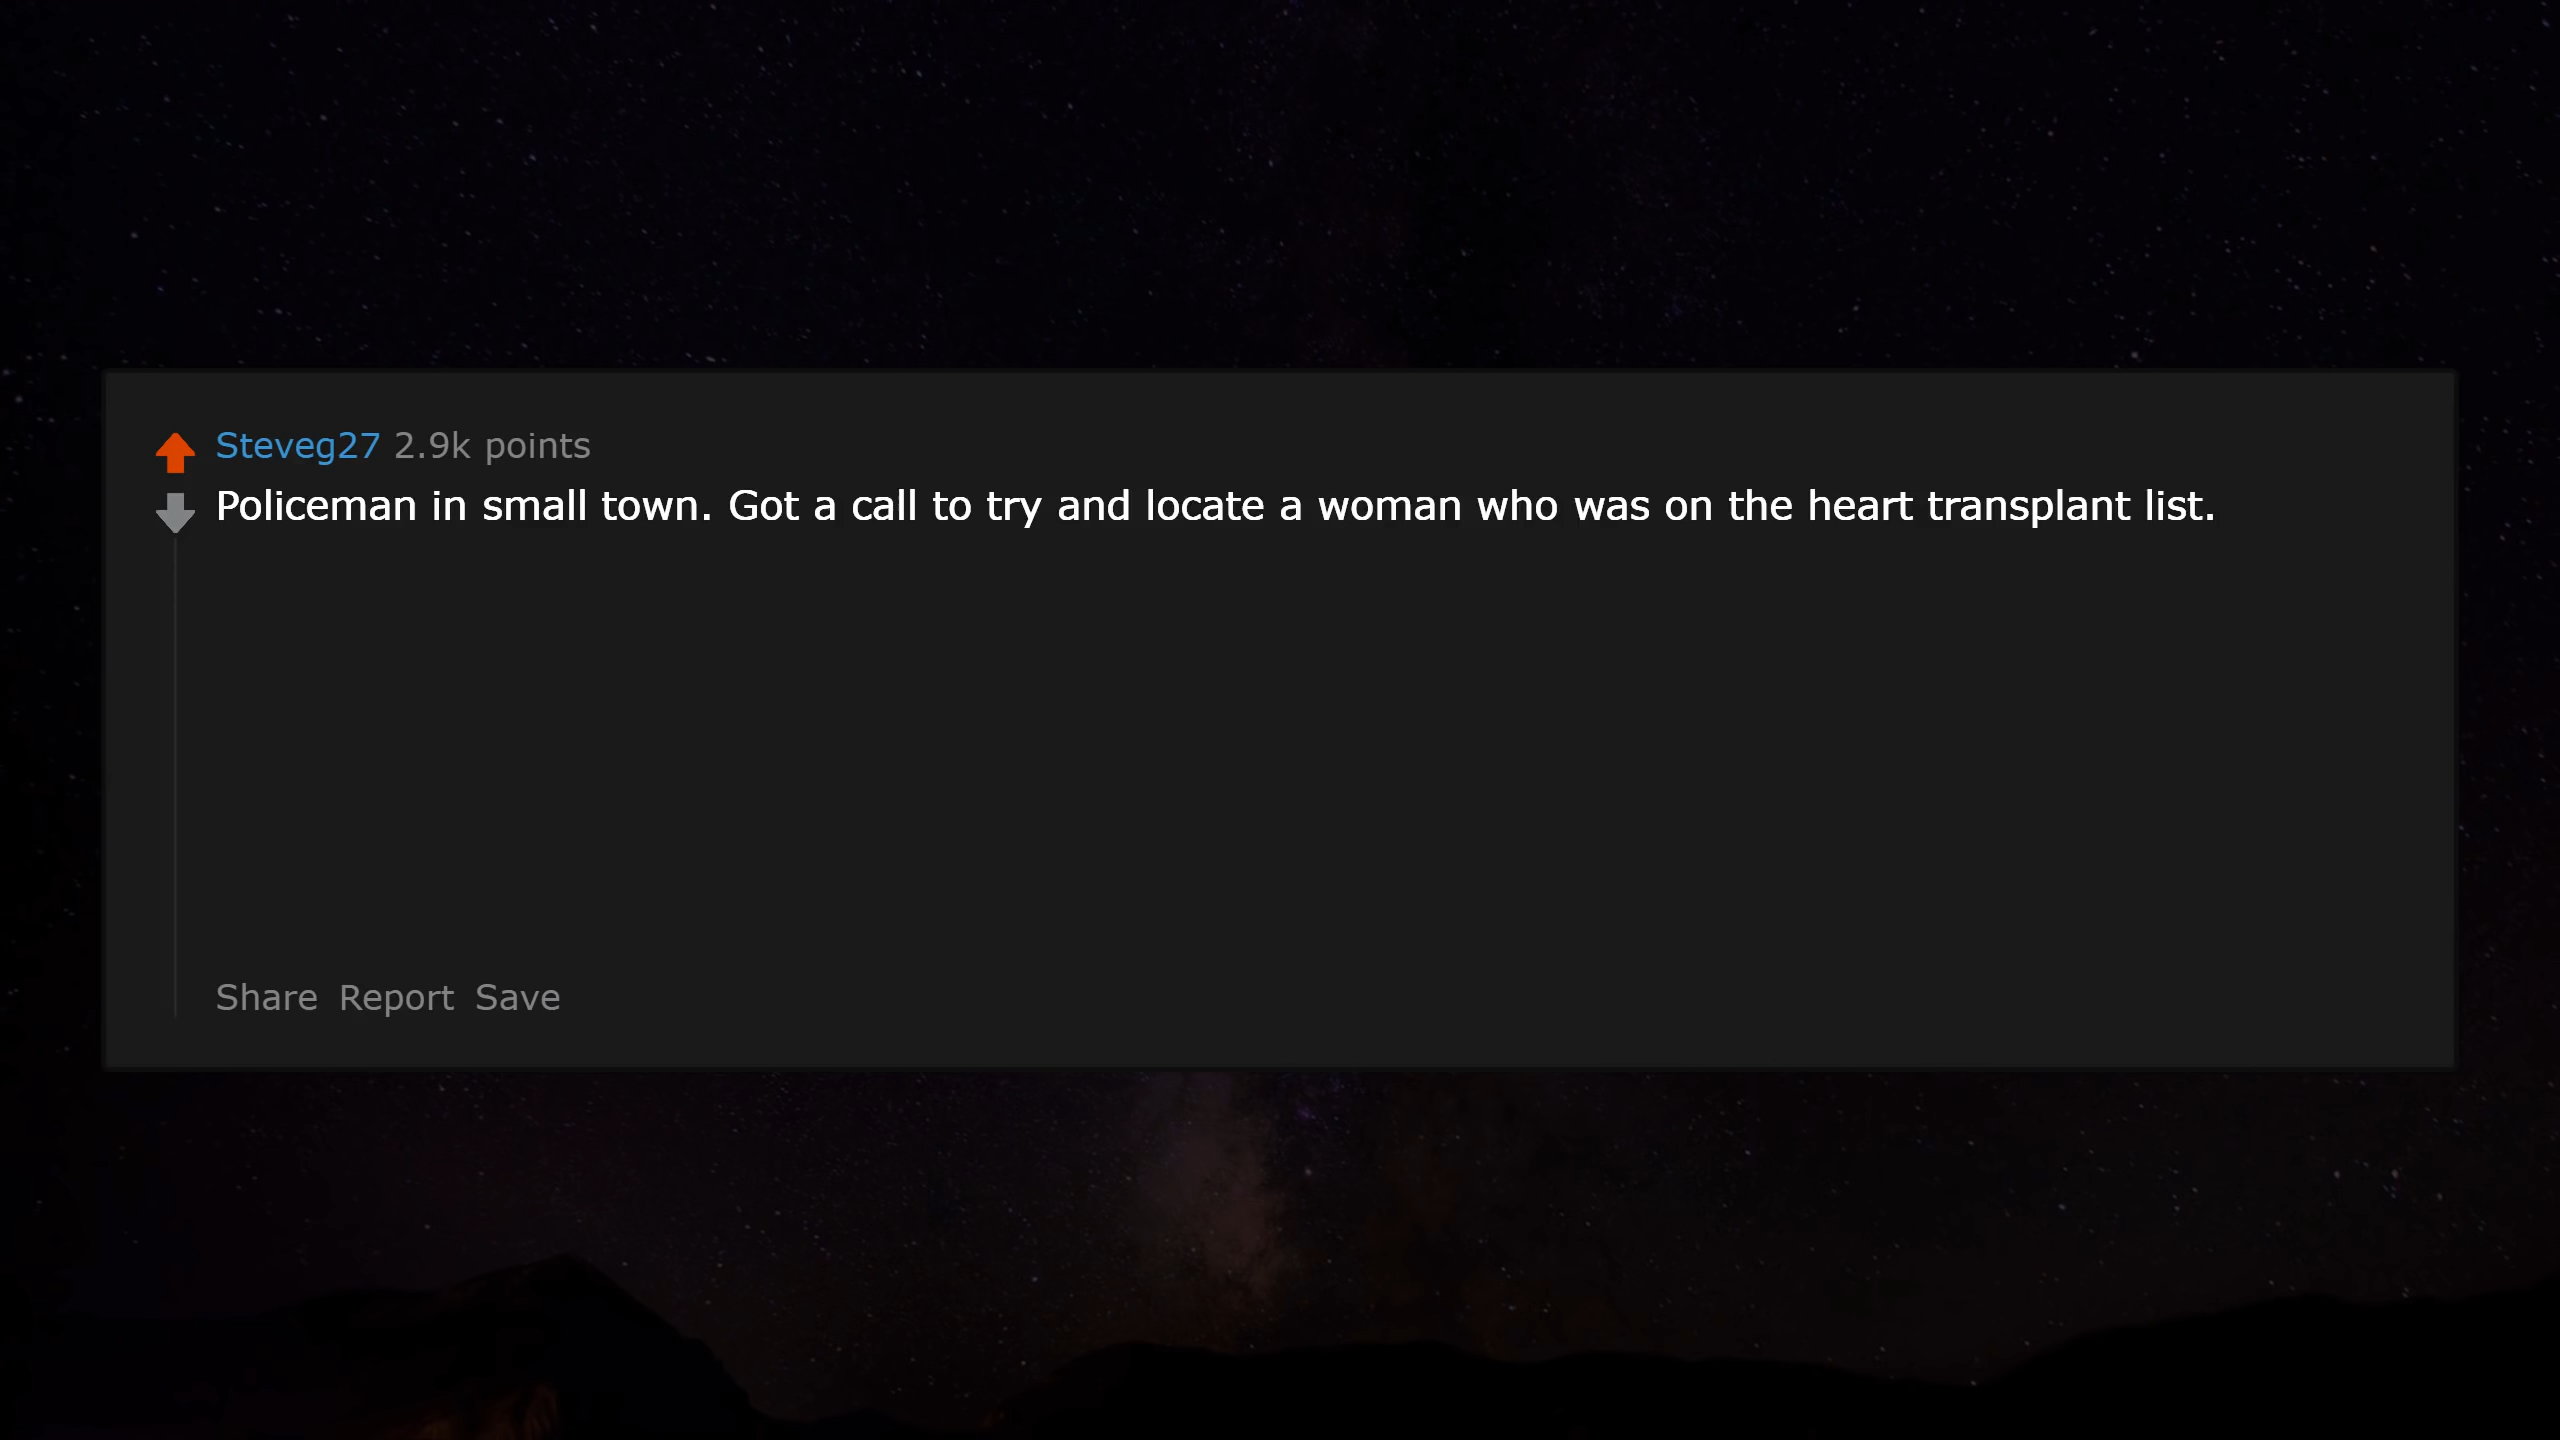 Steveg27 2.9k points
Policeman in small town. Got a call to try and locate a woman who was on the heart transplant list.
Share Report Save